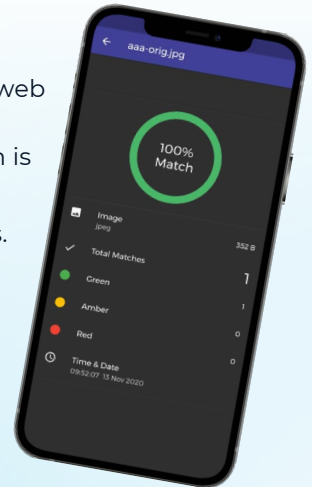 web
n is
s.
aaa-orig.jpg
100%
Match
Image
jpeg
352 B
Total Matches
1
Green
1
Amber
0
Red
0
Time & Date
09:52:07 13 Nov 2020